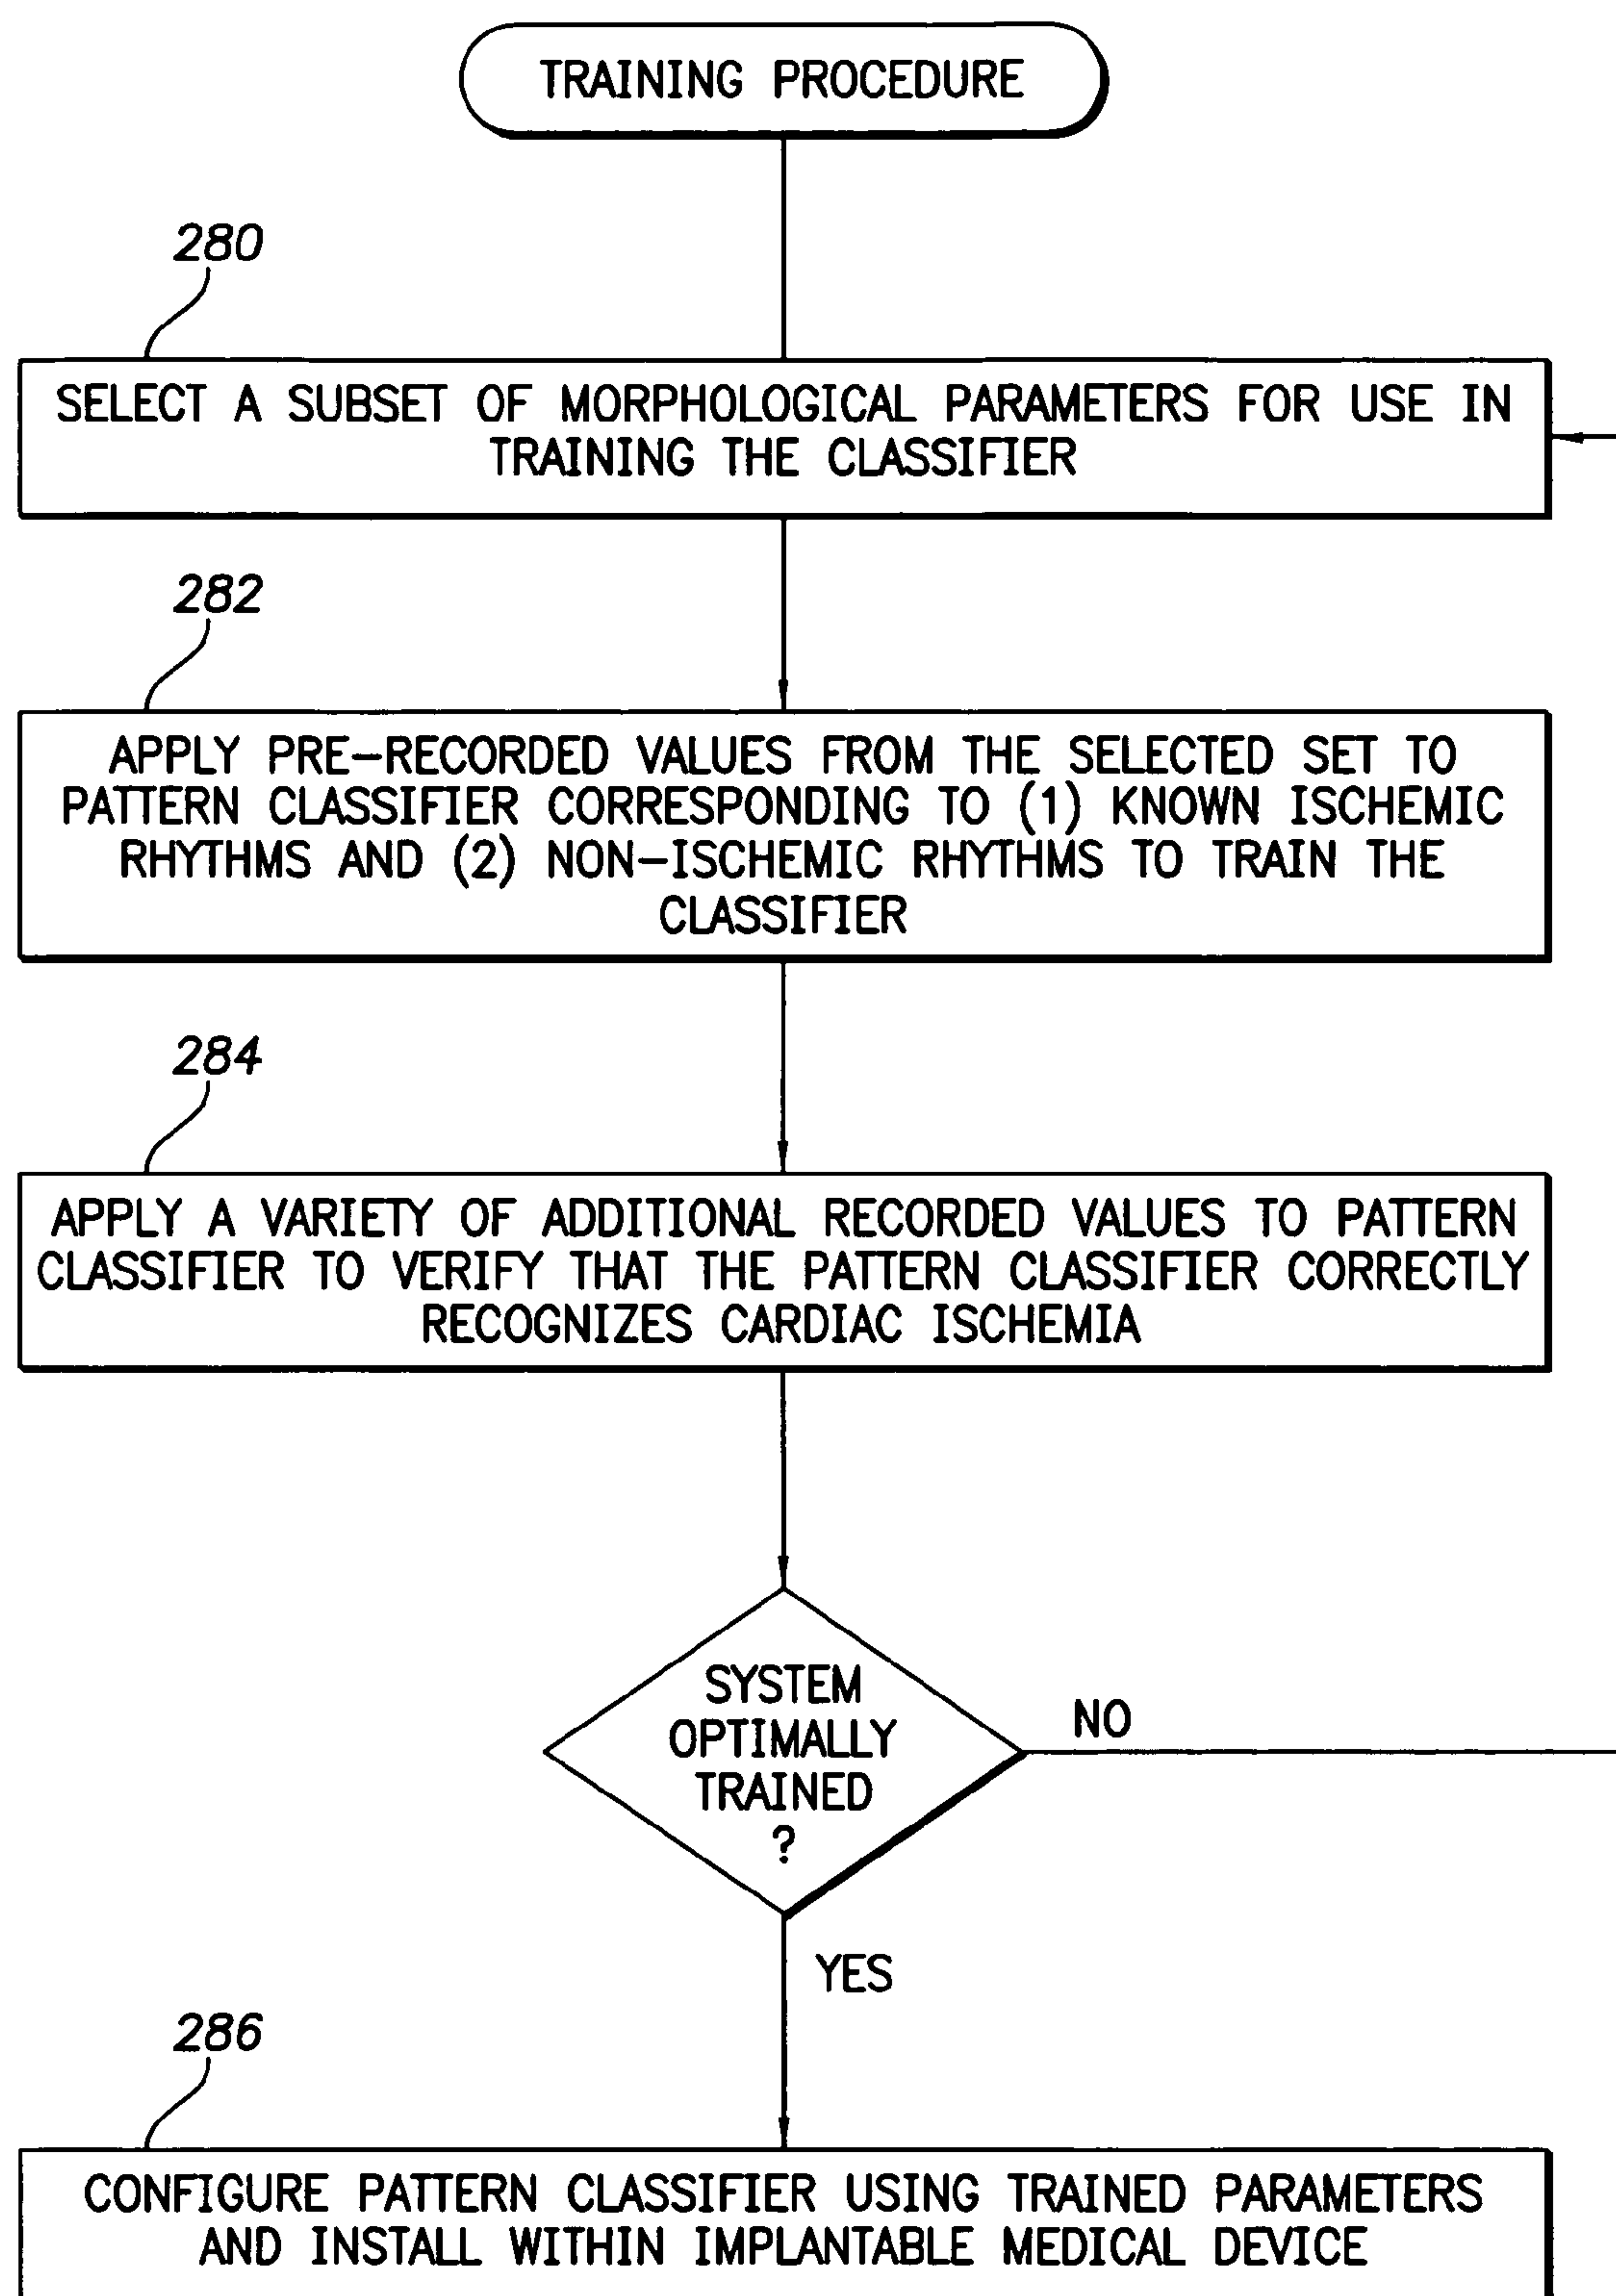 TRAINING PROCEDURE
280
SELECT A SUBSET OF MORPHOLOGICAL PARAMETERS FOR USE IN
TRAINING THE CLASSIFIER
282
APPLY PRE-RECORDED VALUES FROM THE SELECTED SET TO
PATTERN CLASSIFIER CORRESPONDING TO (1) KNOWN ISCHEMIC
RHYTHMS AND (2) NON-ISCHEMIC RHYTHMS TO TRAIN THE
CLASSIFIER
284
APPLY A VARIETY OF ADDITIONAL RECORDED VALUES TO PATTERN
CLASSIFIER TO VERIFY THAT THE PATTERN CLASSIFIER CORRECTLY
RECOGNIZES CARDIAC ISCHEMIA
SYSTEM
OPTIMALLY
TRAINED
?
NO
YES
286
CONFIGURE PATTERN CLASSIFIER USING TRAINED PARAMETERS
AND INSTALL WITHIN IMPLANTABLE MEDICAL DEVICE